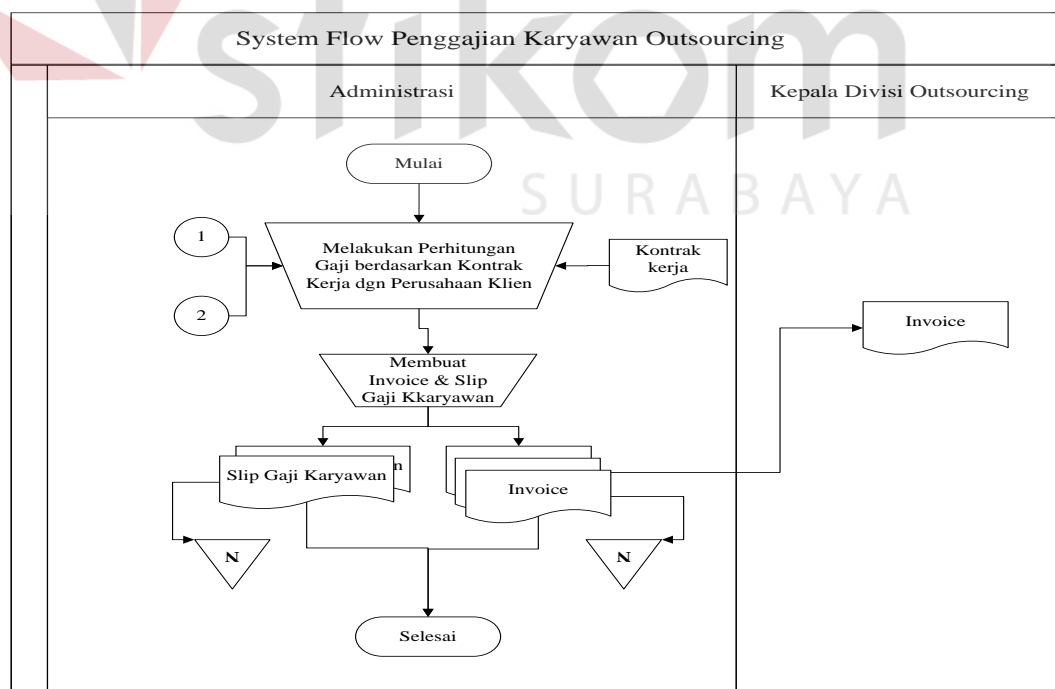 stikom
SURABAYA
System Flow Penggajian Karyawan Outsourcing
Administrasi
Kepala Divisi Outsourcing
Mulai
1
2
Melakukan Perhitungan
Gaji berdasarkan Kontrak
Kerja dgn Perusahaan Klien
Kontrak
kerja
Invoice
Membuat
Invoice & Slip
Gaji Kkaryawan
n
Slip Gaji Karyawan
Invoice
N
N
Selesai